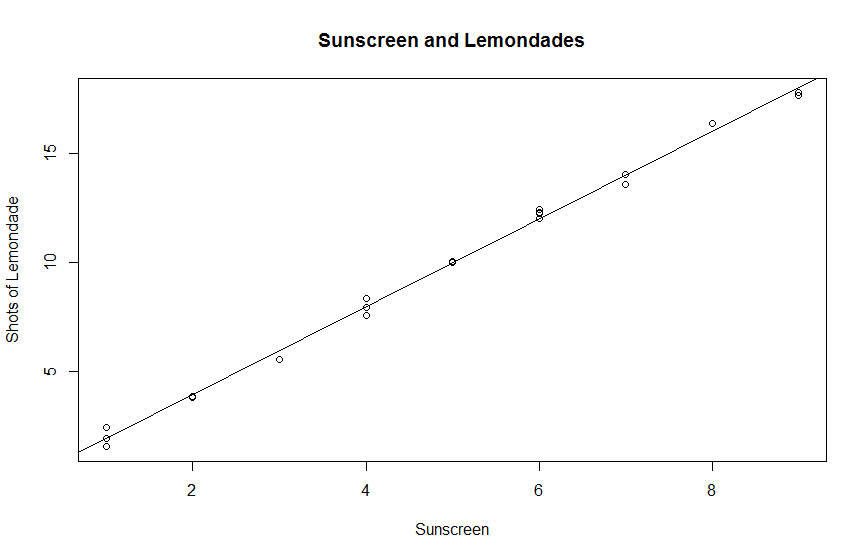 Sunscreen and Lemondades
Shots of Lemondade
15
10
5
2 4 6 8
Sunscreen